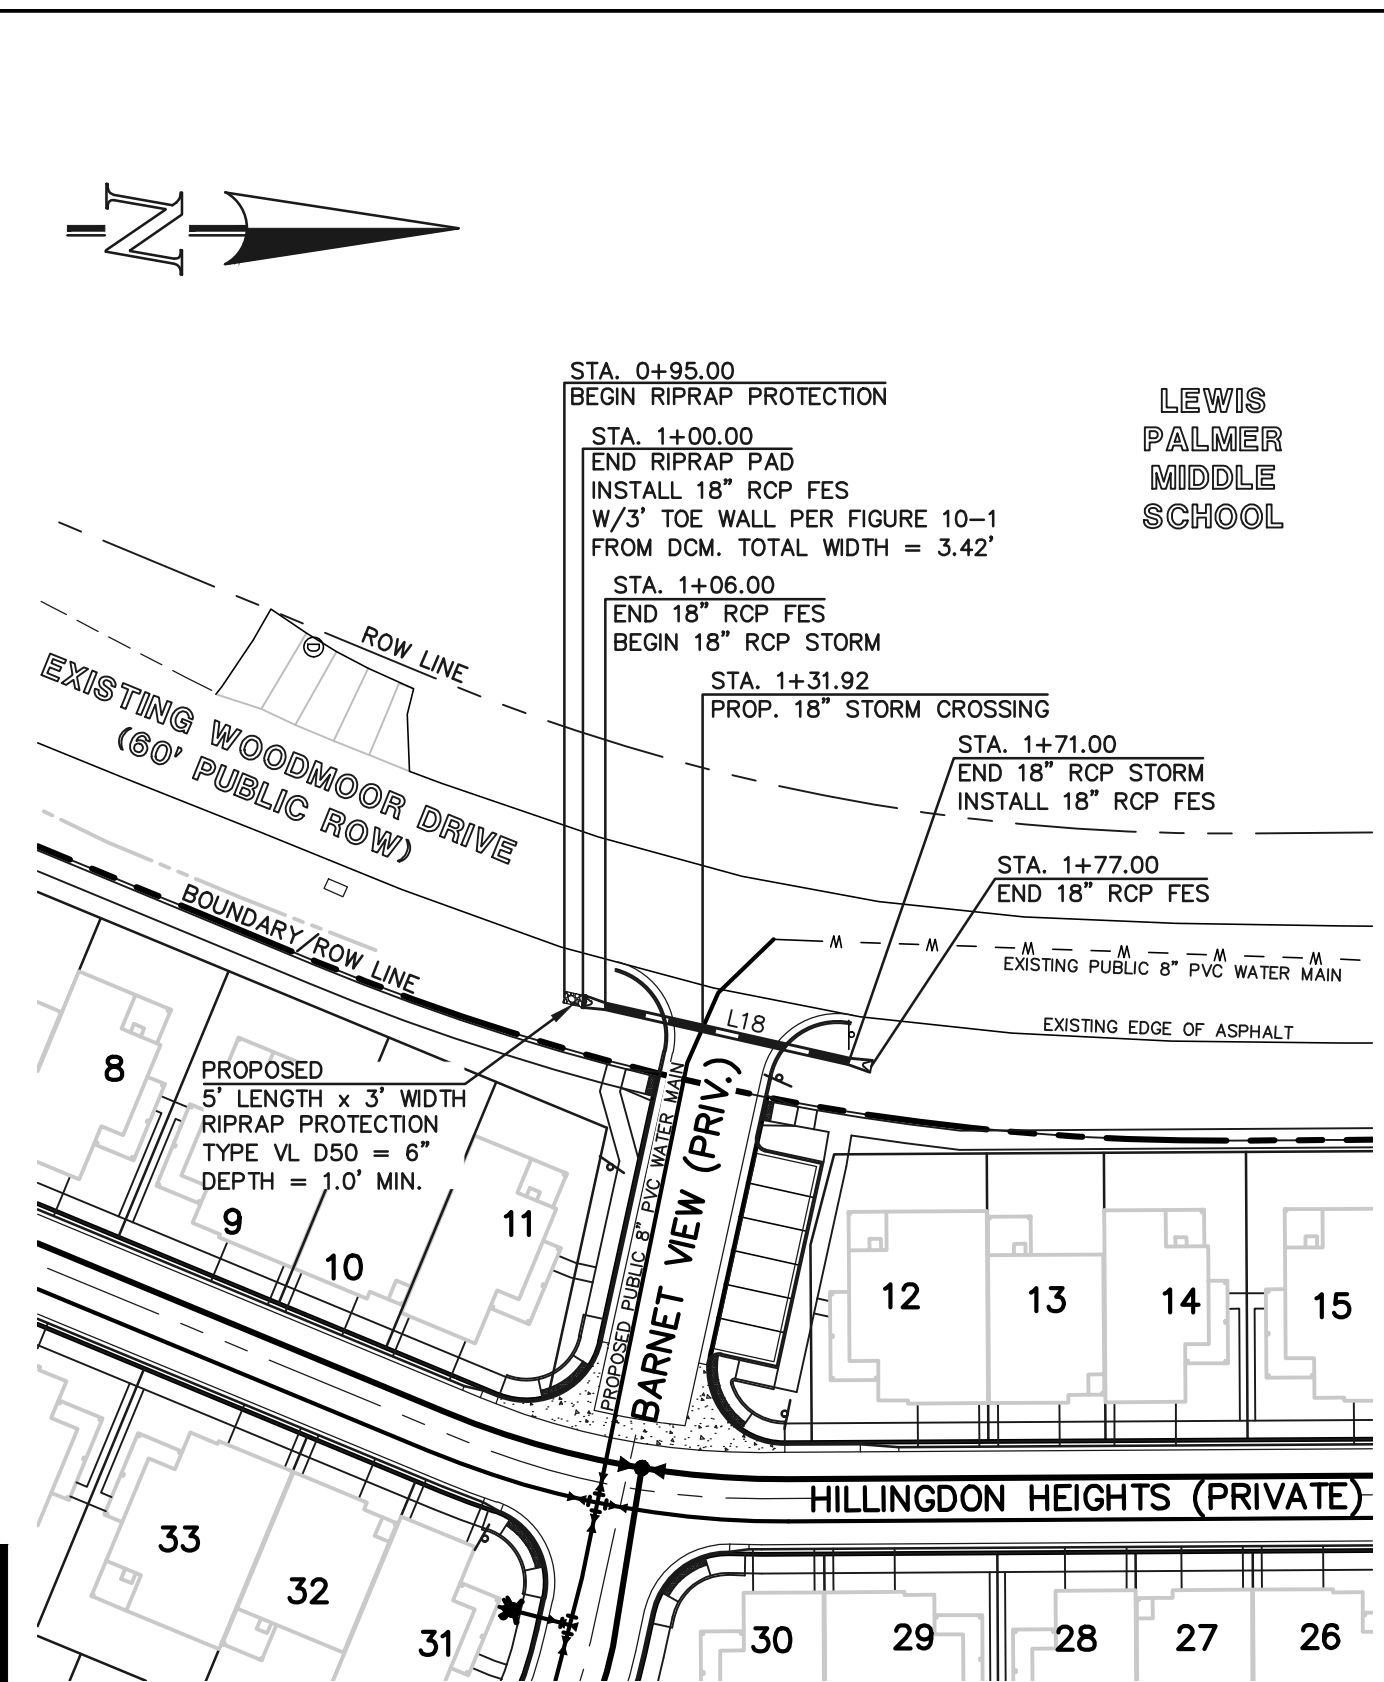 N
STA. 0+95.00
BEGIN RIPRAP PROTECTION
STA. 1+00.00
END RIPRAP PAD
INSTALL 18" RCP FES
W/3' TOE WALL PER FIGURE 10-1
FROM DCM. TOTAL WIDTH = 3.42'
LEWIS
PALMER
MIDDLE
SCHOOL
STA. 1+06.00
END 18" RCP FES
BEGIN 18" RCP STORM
ROW LINE
D
EXISTING WOODMOOR DRIVE
(60' PUBLIC ROW)
STA. 1+31.92
PROP. 18" STORM CROSSING
STA. 1+71.00
END 18" RCP STORM
INSTALL 18" RCP FES
STA. 1+77.00
END 18" RCP FES
BOUNDARY/ROW LINE
W W W W W W
EXISTING PUBLIC 8" PVC WATER MAIN
L18
EXISTING EDGE OF ASPHALT
PROPOSED
5' LENGTH x 3' WIDTH
RIPRAP PROTECTION
TYPE VL D50 = 6"
DEPTH = 1.0' MIN.
PROPOSED PUBLIC 8" PVC WATER MAIN
BARNET VIEW (PRIV.)
8
9
10
11
12
13
14
15
HILLINGDON HEIGHTS (PRIVATE)
33
32
31
30
29
28
27
26